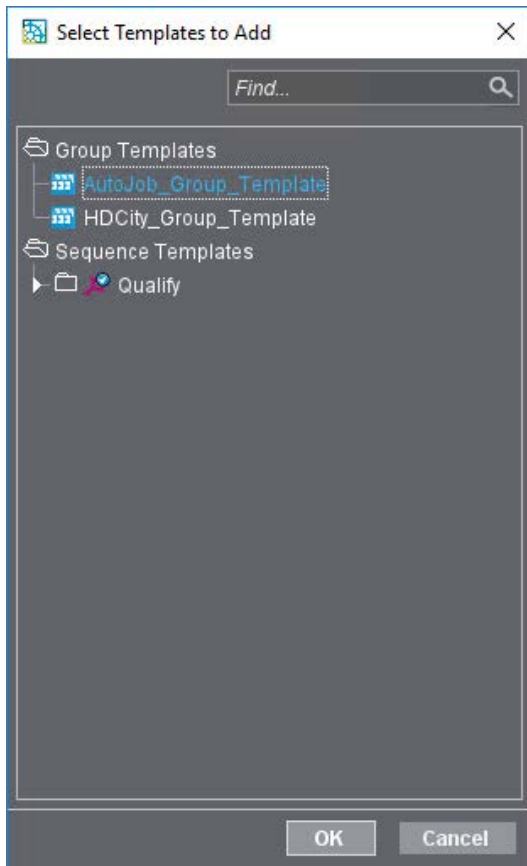 Select Templates to Add
Find...
Group Templates
AutoJob_Group_Template
HDCity_Group_Template
Sequence Templates
Qualify
OK Cancel